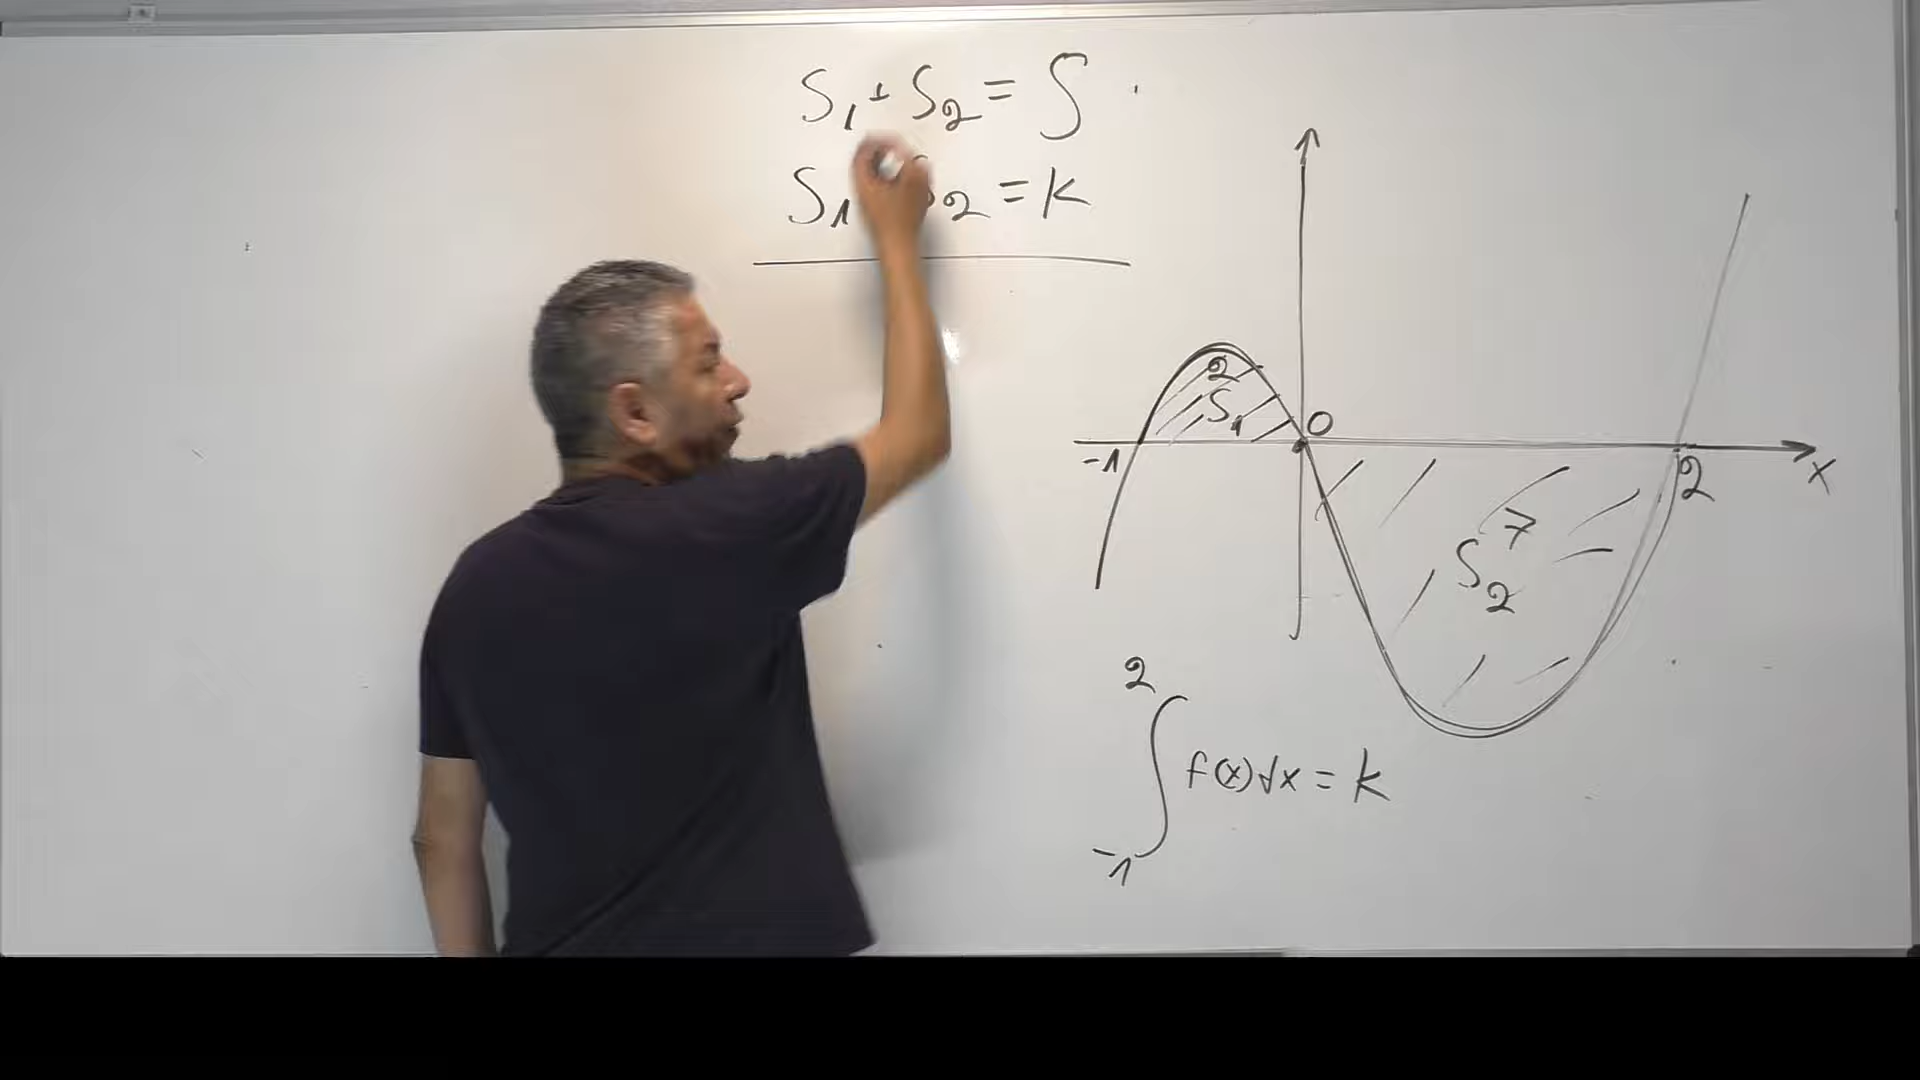 S₁ + S₂ = S
S₁ S₂ = k
2
S₁
0
-1
2
x
7
S₂
2
∫ f(x)dx = k
-1